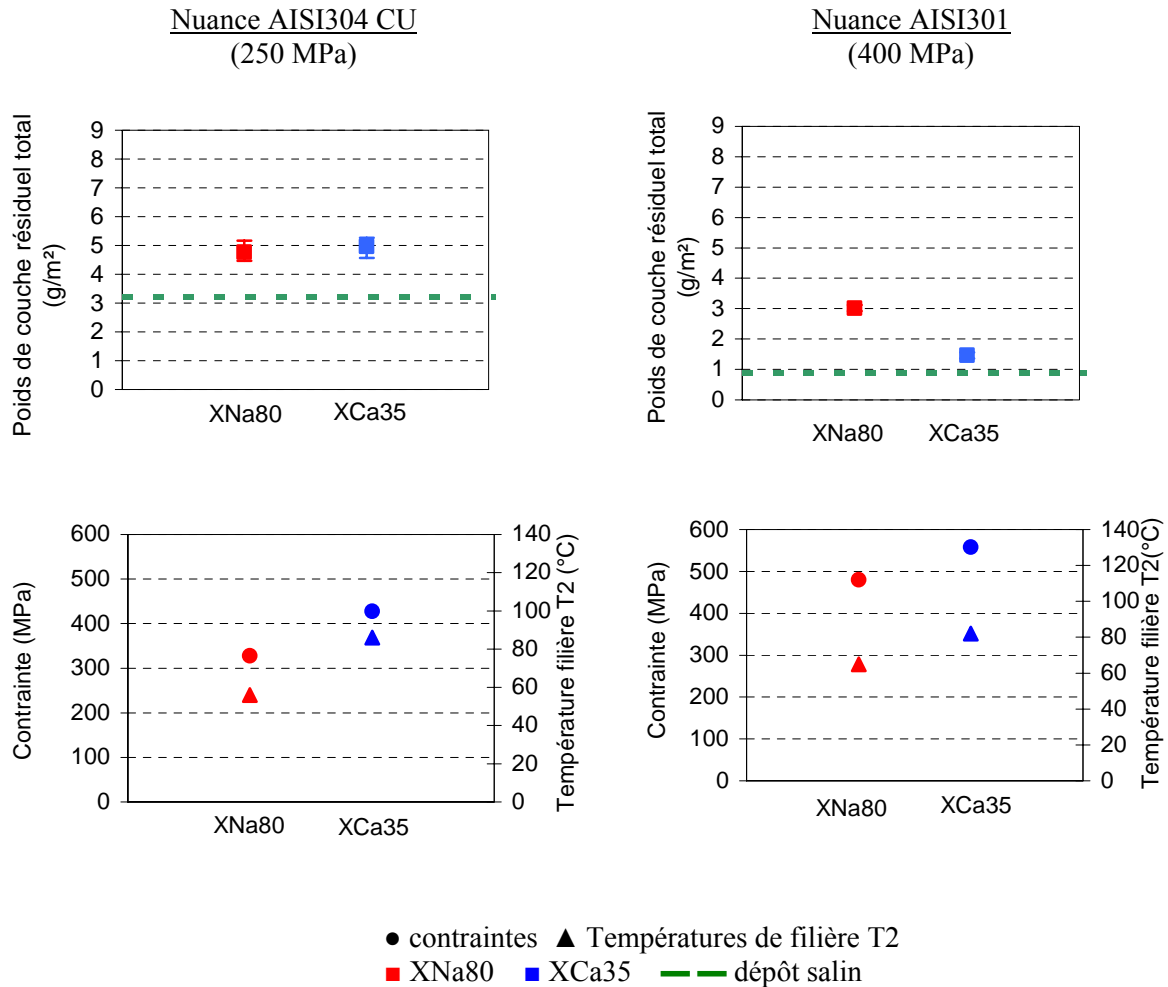 Nuance AISI304 CU
(250 MPa)
Nuance AISI301
(400 MPa)
Poids de couche résiduel total
(g/m²)
9
8
7
6
5
4
3
2
1
0
XNa80
XCa35
Poids de couche résiduel total
(g/m²)
9
8
7
6
5
4
3
2
1
0
XNa80
XCa35
Contrainte (MPa)
600
500
400
300
200
100
0
140
120
100
80
60
40
20
0
Température filière T2 (°C)
XNa80
XCa35
Contrainte (MPa)
600
500
400
300
200
100
0
140
120
100
80
60
40
20
0
Température filière T2(°C)
XNa80
XCa35
contraintes Températures de filière T2
XNa80 XCa35 dépôt salin